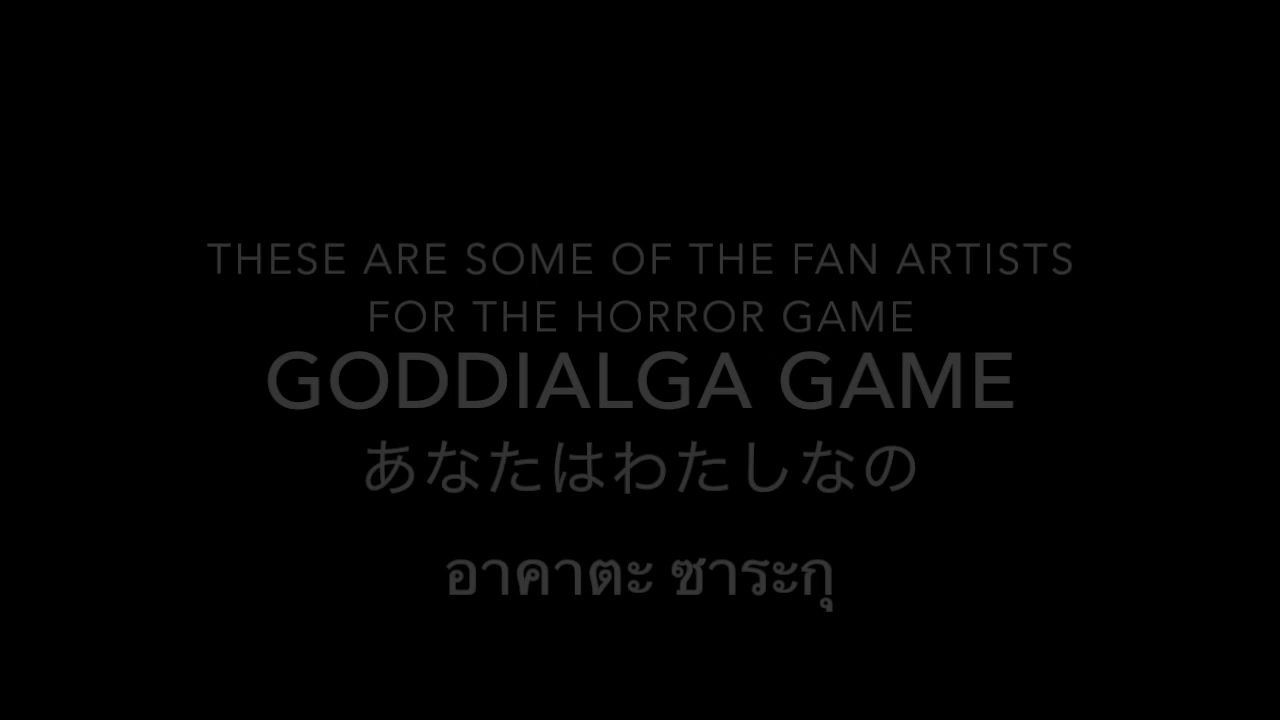 THESE ARE SOME OF THE FAN ARTISTS
FOR THE HORROR GAME
GODDIALGA GAME
あなたはわたしなの
อาคาตะ ซาระกุ